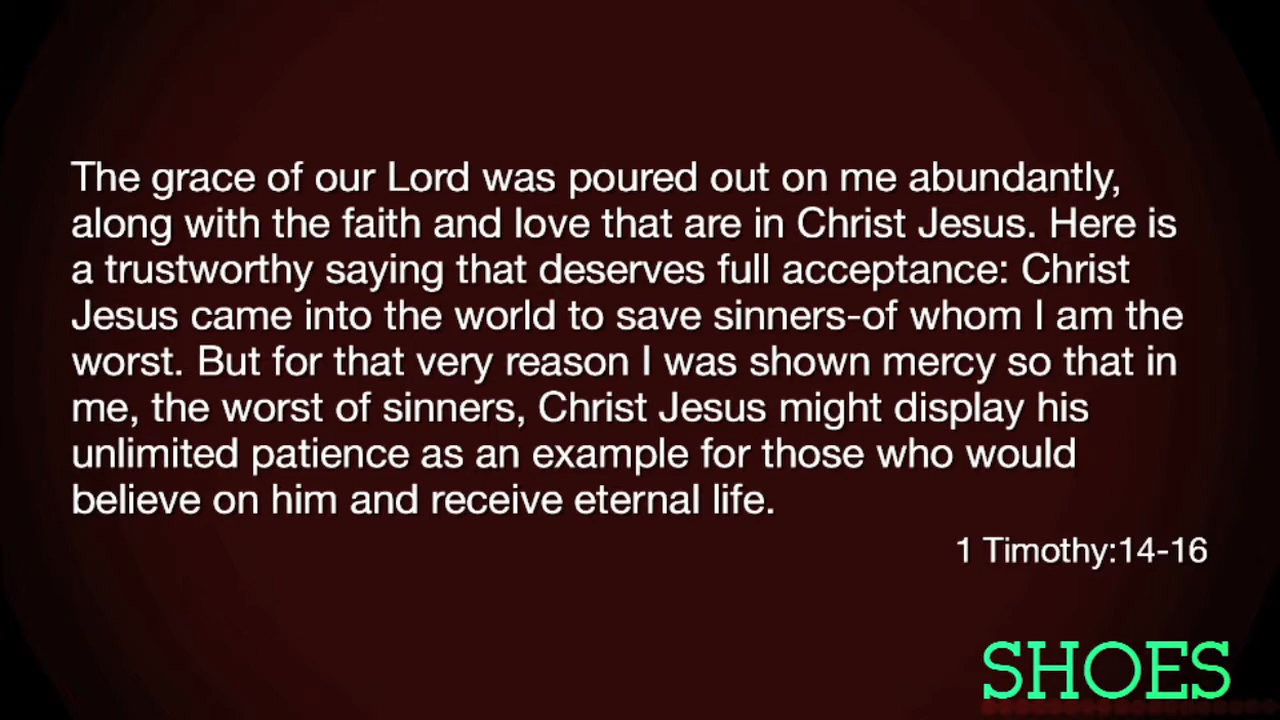 The grace of our Lord was poured out on me abundantly,
along with the faith and love that are in Christ Jesus. Here is
a trustworthy saying that deserves full acceptance: Christ
Jesus came into the world to save sinners-of whom I am the
worst. But for that very reason I was shown mercy so that in
me, the worst of sinners, Christ Jesus might display his
unlimited patience as an example for those who would
believe on him and receive eternal life.
1 Timothy:14-16
SHOES